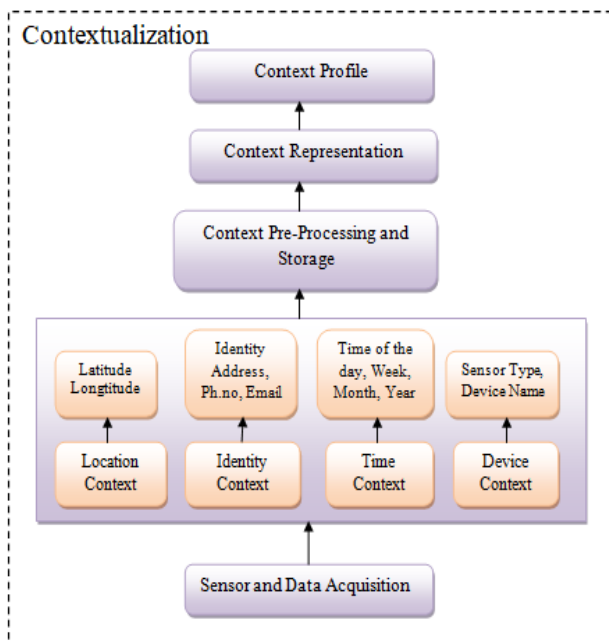 Contextualization
Context Profile
Context Representation
Context Pre-Processing and
Storage
Latitude
Longtitude
Identity
Address,
Ph.no, Email
Time of the
day, Week,
Month, Year
Sensor Type,
Device Name
Location
Context
Identity
Context
Time
Context
Device
Context
Sensor and Data Acquisition